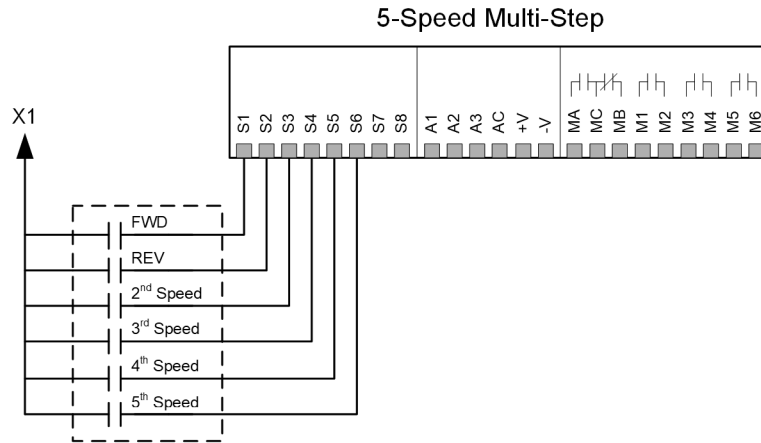 5-Speed Multi-Step
X1
S1 S2 S3 S4 S5 S6 S7 S8 A1 A2 A3 AC +V -V MA MC MB M1 M2 M3 M4 M5 M6
FWD
REV
2nd Speed
3rd Speed
4th Speed
5th Speed